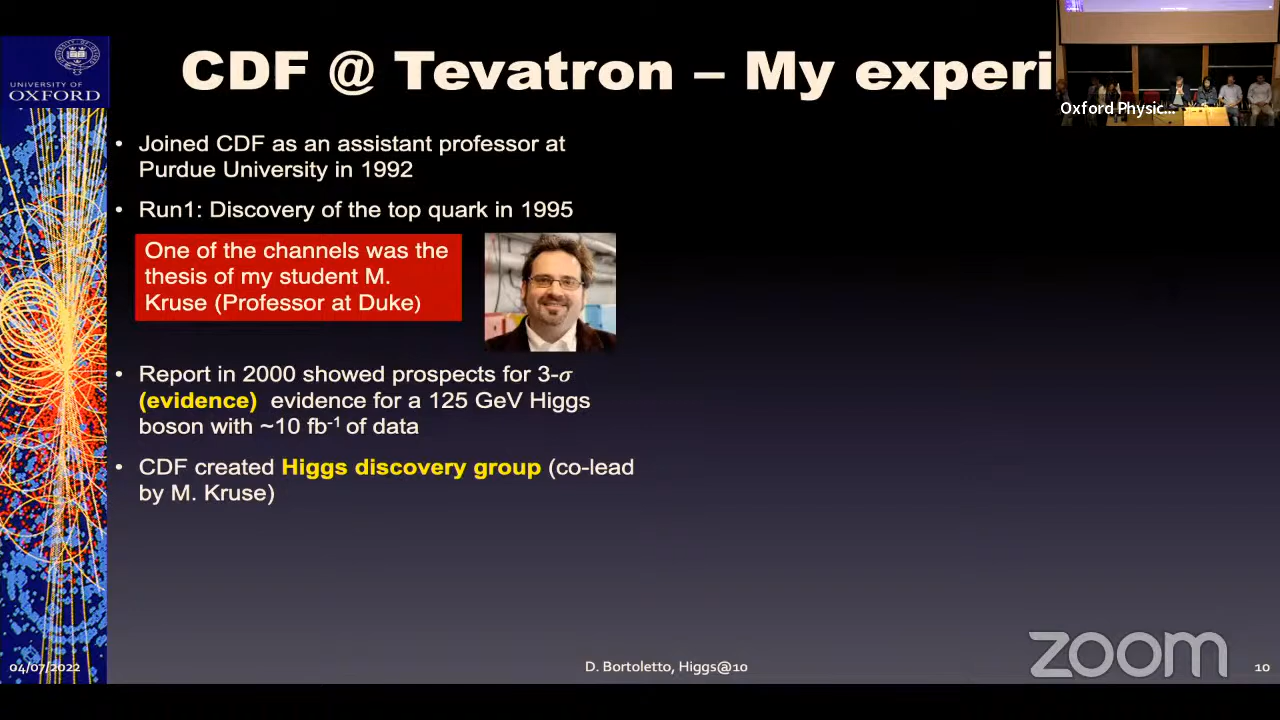 UNIVERSITY OF
OXFORD
CDF @ Tevatron – My experi
Oxford Physic...
• Joined CDF as an assistant professor at
Purdue University in 1992
• Run1: Discovery of the top quark in 1995
One of the channels was the
thesis of my student M.
Kruse (Professor at Duke)
• Report in 2000 showed prospects for 3-σ
(evidence) evidence for a 125 GeV Higgs
boson with ~10 fb⁻¹ of data
• CDF created Higgs discovery group (co-lead
by M. Kruse)
zoom
04/07/2022
D. Bortoletto, Higgs@10
10